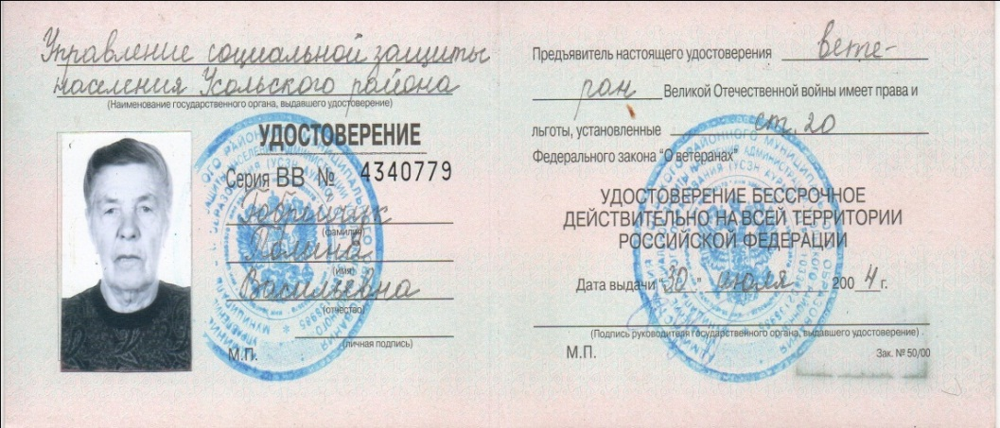 Управление социальной защиты
населения Усольского района
(Наименование государственного органа, выдавшего удостоверение)
УДОСТОВЕРЕНИЕ
Серия ВВ № 4340779
(фамилия)
Полина
(имя)
Васильевна
(отчество)
(личная подпись)
М.П.
Предъявитель настоящего удостоверения вете-
ран Великой Отечественной войны имеет права и
льготы, установленные ст. 20
Федерального закона "О ветеранах"
УДОСТОВЕРЕНИЕ БЕССРОЧНОЕ
ДЕЙСТВИТЕЛЬНО НА ВСЕЙ ТЕРРИТОРИИ
РОССИЙСКОЙ ФЕДЕРАЦИИ
Дата выдачи "30" июля 2004 г.
(Подпись руководителя государственного органа, выдавшего удостоверение)
М.П.
Зак. № 50/00